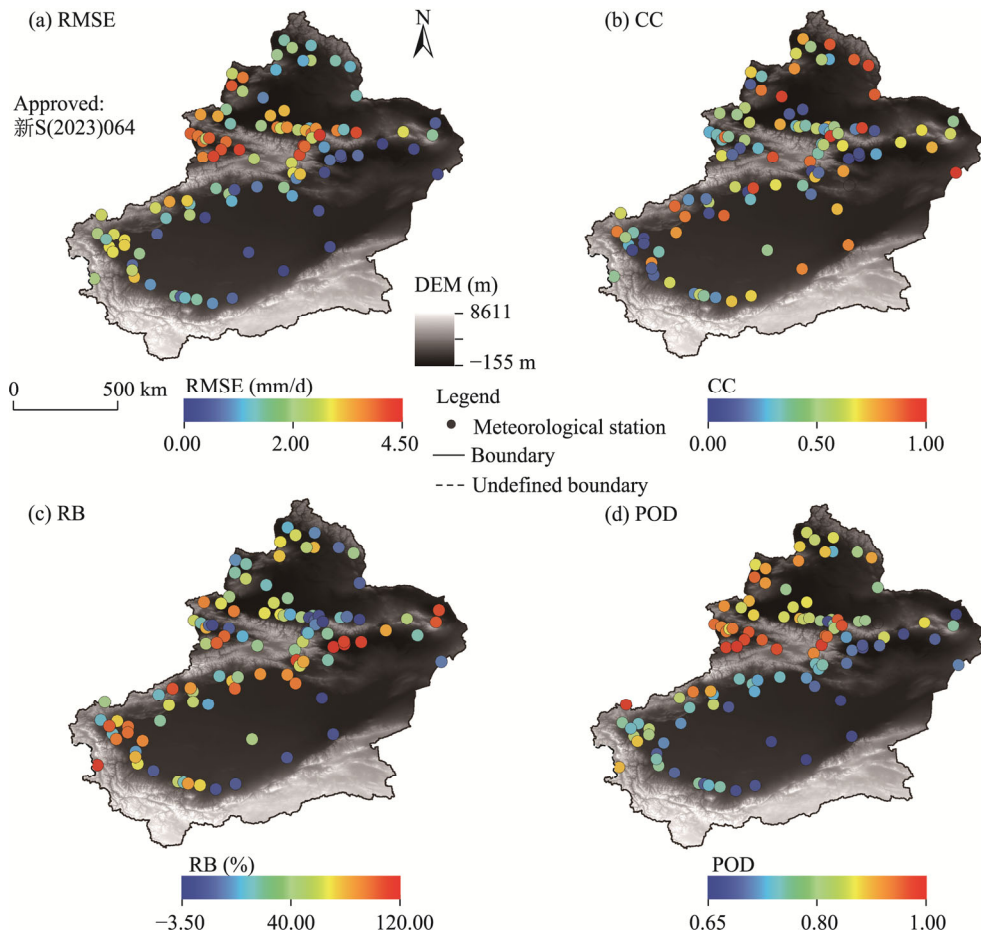 (a) RMSE
N
(b) CC
Approved:
新S(2023)064
DEM (m)
8611
−155 m
0 500 km
RMSE (mm/d)
0.00 2.00 4.50
Legend
Meteorological station
Boundary
Undefined boundary
CC
0.00 0.50 1.00
(c) RB
(d) POD
RB (%)
−3.50 40.00 120.00
POD
0.65 0.80 1.00